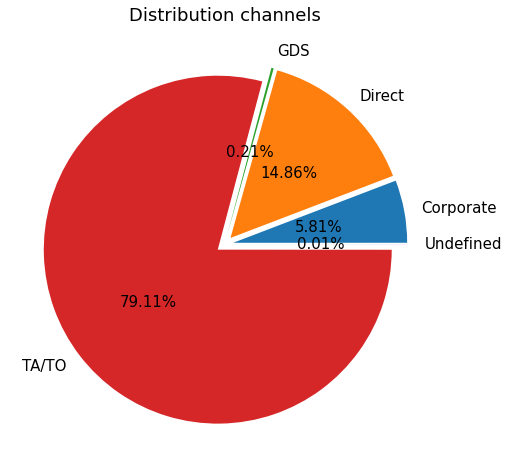 Distribution channels
GDS
Direct
0.21%
14.86%
Corporate
5.81%
0.01%
Undefined
79.11%
TA/TO